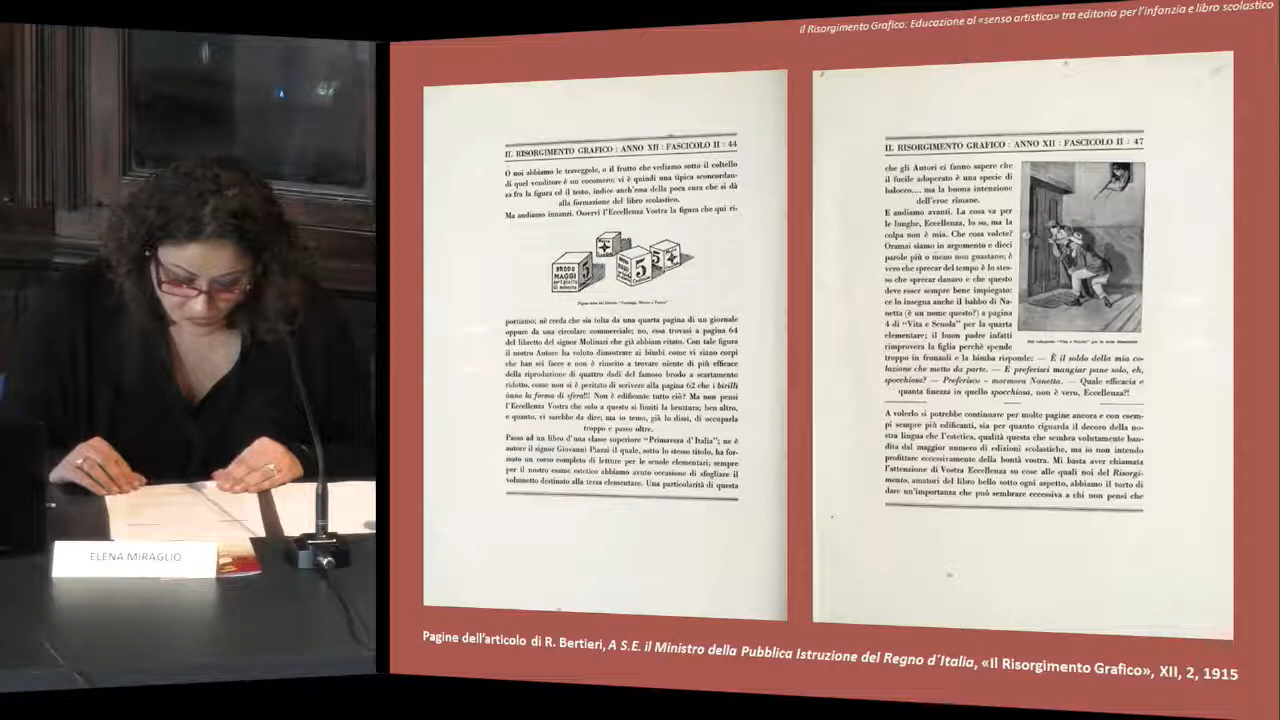 Il Risorgimento Grafico: Educazione al «senso artistico» tra editoria per l'infanzia e libro scolastico
IL RISORGIMENTO GRAFICO : ANNO XII : FASCICOLO II : 44
O noi abbiamo le traveggole, o il frutto che vediamo sotto il coltello
di quel venditore è un cocomero: vi è quindi una tipica sconcordan-
za fra la figura ed il testo, indice anch'essa della poca cura che si dà
alla formazione del libro scolastico.
Ma andiamo innanzi. Osservi l'Eccellenza Vostra la figura che qui ri-
BRODO
MAGGI
5
5
portiamo; nè creda che sia tolta da una quarta pagina di un giornale
oppure da una circolare commerciale; no, essa trovasi a pagina 64
del libretto del signor Molinari che già abbiam citato. Con tale figura
il nostro Autore ha voluto dimostrare ai bimbi come vi siano corpi
che han sei facce e non è riuscito a trovare niente di più efficace
della riproduzione di quattro dadi del famoso brodo a scartamento
ridotto, come non si è peritato di scrivere alla pagina 62 che i birilli
ànno la forma di sfera!!! Non è edificante tutto ciò? Ma non pensi
l'Eccellenza Vostra che solo a questo si limiti la bruttura; ben altro,
e quanto, vi sarebbe da dire; ma io temo, già lo dissi, di occuparla
troppo e passo oltre.
Passo ad un libro d'una classe superiore "Primavera d'Italia"; ne è
autore il signor Giovanni Piazzi il quale, sotto lo stesso titolo, ha for-
mato un corso completo di letture per le scuole elementari; sempre
per il nostro esame estetico abbiamo avuto occasione di sfogliare il
volumetto destinato alla terza elementare. Una particolarità di questa
IL RISORGIMENTO GRAFICO : ANNO XII : FASCICOLO II : 47
che gli Autori ci fanno sapere che
il fucile adoperato è una specie di
balocco.... ma la buona intenzione
dell'eroe rimane.
E andiamo avanti. La cosa va per
le lunghe, Eccellenza, lo so, ma la
colpa non è mia. Che cosa volete?
Oramai siamo in argomento e dieci
parole più o meno non guastano; è
vero che sprecar del tempo è lo stes-
so che sprecar danaro e che questo
deve esser sempre bene impiegato:
ce lo insegna anche il babbo di Na-
netta (è un nome questo?) a pagina
4 di "Vita e Scuola" per la quarta
elementare; il buon padre infatti
rimprovera la figlia perchè spende
Dal volumetto "Vita e Scuola" per la sesta elementare
troppo in fronzoli e la bimba risponde: — È il soldo della mia co-
lazione che metto da parte. — E preferisci mangiar pane solo, eh,
spocchiosa? — Preferisco - mormora Nanetta. — Quale efficacia e
quanta finezza in quello spocchiosa, non è vero, Eccellenza?!
A volerlo si potrebbe continuare per molte pagine ancora e con esem-
pi sempre più edificanti, sia per quanto riguarda il decoro della no-
stra lingua che l'estetica, qualità questa che sembra volutamente ban-
dita dal maggior numero di edizioni scolastiche, ma io non intendo
profittare eccessivamente della bontà vostra. Mi basta aver chiamata
l'attenzione di Vostra Eccellenza su cose alle quali noi del Risorgi-
mento, amatori del libro bello sotto ogni aspetto, abbiamo il torto di
dare un'importanza che può sembrare eccessiva a chi non pensi che
Pagine dell'articolo di R. Bertieri, A S.E. il Ministro della Pubblica Istruzione del Regno d´Italia, «Il Risorgimento Grafico», XII, 2, 1915
ELENA MIRAGLIO